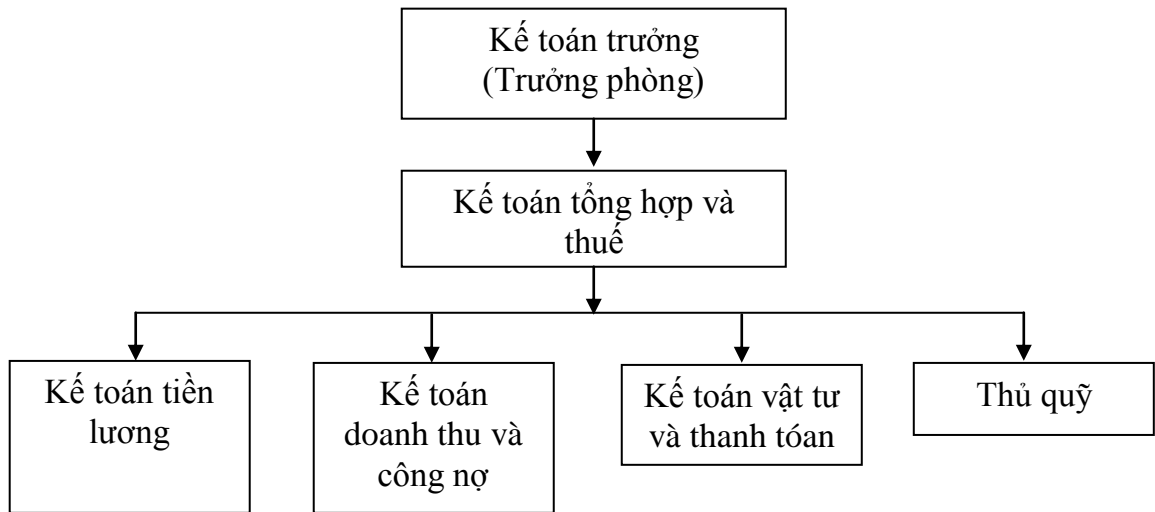 Kế toán trưởng
(Trưởng phòng)
Kế toán tổng hợp và
thuế
Kế toán tiền
lương
Kế toán
doanh thu và
công nợ
Kế toán vật tư
và thanh tóan
Thủ quỹ